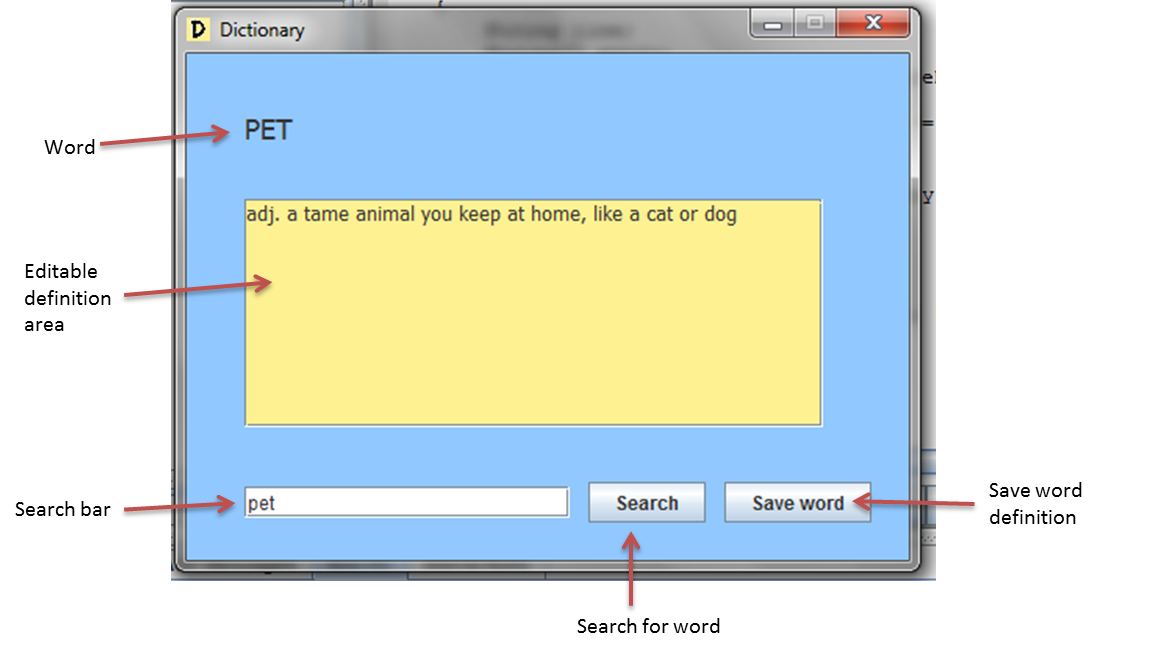 D Dictionary
Word
PET
adj. a tame animal you keep at home, like a cat or dog
Editable
definition
area
Search bar
pet
Search
Save word
Save word
definition
Search for word